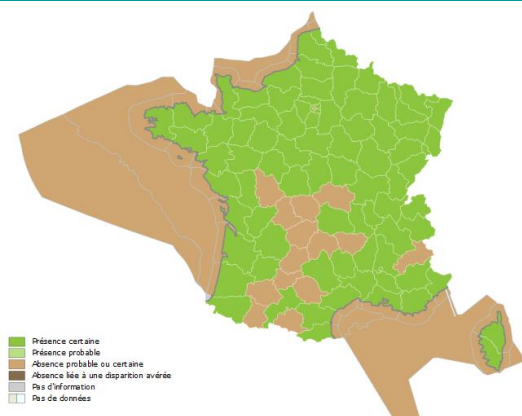 Présence certaine
Présence probable
Absence probable ou certaine
Absence liée à une disparition avérée
Pas d'information
Pas de données